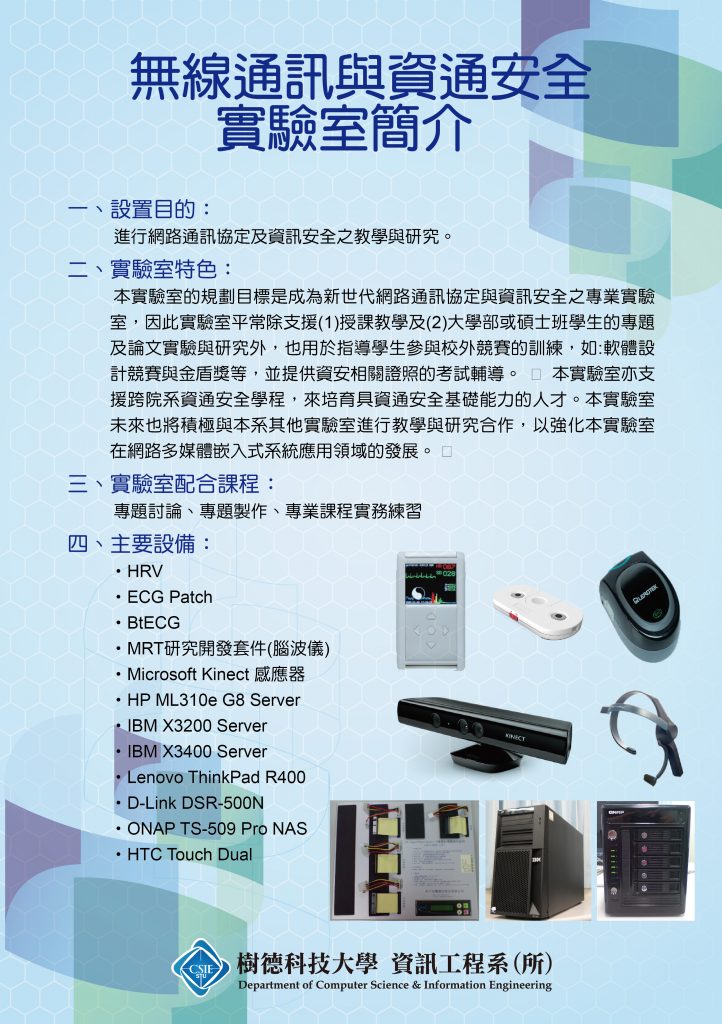 無線通訊與資通安全
實驗室簡介
一、設置目的：
進行網路通訊協定及資訊安全之教學與研究。
二、實驗室特色：
本實驗室的規劃目標是成為新世代網路通訊協定與資訊安全之專業實驗
室，因此實驗室平常除支援(1)授課教學及(2)大學部或碩士班學生的專題
及論文實驗與研究外，也用於指導學生參與校外競賽的訓練，如:軟體設
計競賽與金盾獎等，並提供資安相關證照的考試輔導。 本實驗室亦支
援跨院系資通安全學程，來培育具資通安全基礎能力的人才。本實驗室
未來也將積極與本系其他實驗室進行教學與研究合作，以強化本實驗室
在網路多媒體嵌入式系統應用領域的發展。
三、實驗室配合課程：
專題討論、專題製作、專業課程實務練習
四、主要設備：
・HRV
・ECG Patch
・BtECG
・MRT研究開發套件(腦波儀)
・Microsoft Kinect 感應器
・HP ML310e G8 Server
・IBM X3200 Server
・IBM X3400 Server
・Lenovo ThinkPad R400
・D-Link DSR-500N
・ONAP TS-509 Pro NAS
・HTC Touch Dual
087
028
LEADTEK
KINECT
IBM
QNAP
CSIE
STU
樹德科技大學 資訊工程系(所)
Department of Computer Science & Information Engineering